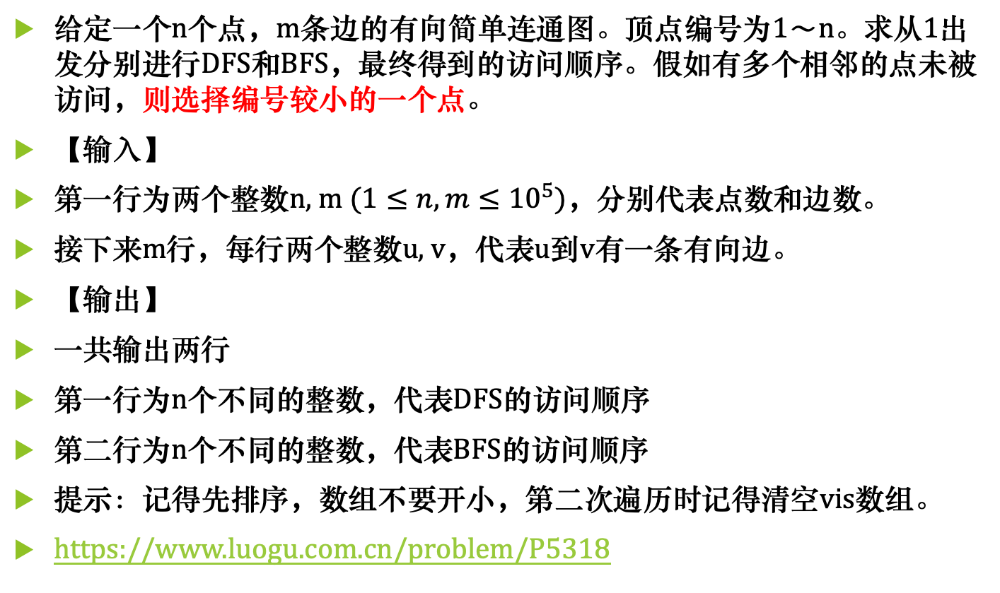 给定一个n个点，m条边的有向简单连通图。顶点编号为1～n。求从1出
发分别进行DFS和BFS，最终得到的访问顺序。假如有多个相邻的点未被
访问，则选择编号较小的一个点。
【输入】
第一行为两个整数n, m (1 ≤ n, m ≤ 10⁵)，分别代表点数和边数。
接下来m行，每行两个整数u, v，代表u到v有一条有向边。
【输出】
一共输出两行
第一行为n个不同的整数，代表DFS的访问顺序
第二行为n个不同的整数，代表BFS的访问顺序
提示：记得先排序，数组不要开小，第二次遍历时记得清空vis数组。
https://www.luogu.com.cn/problem/P5318